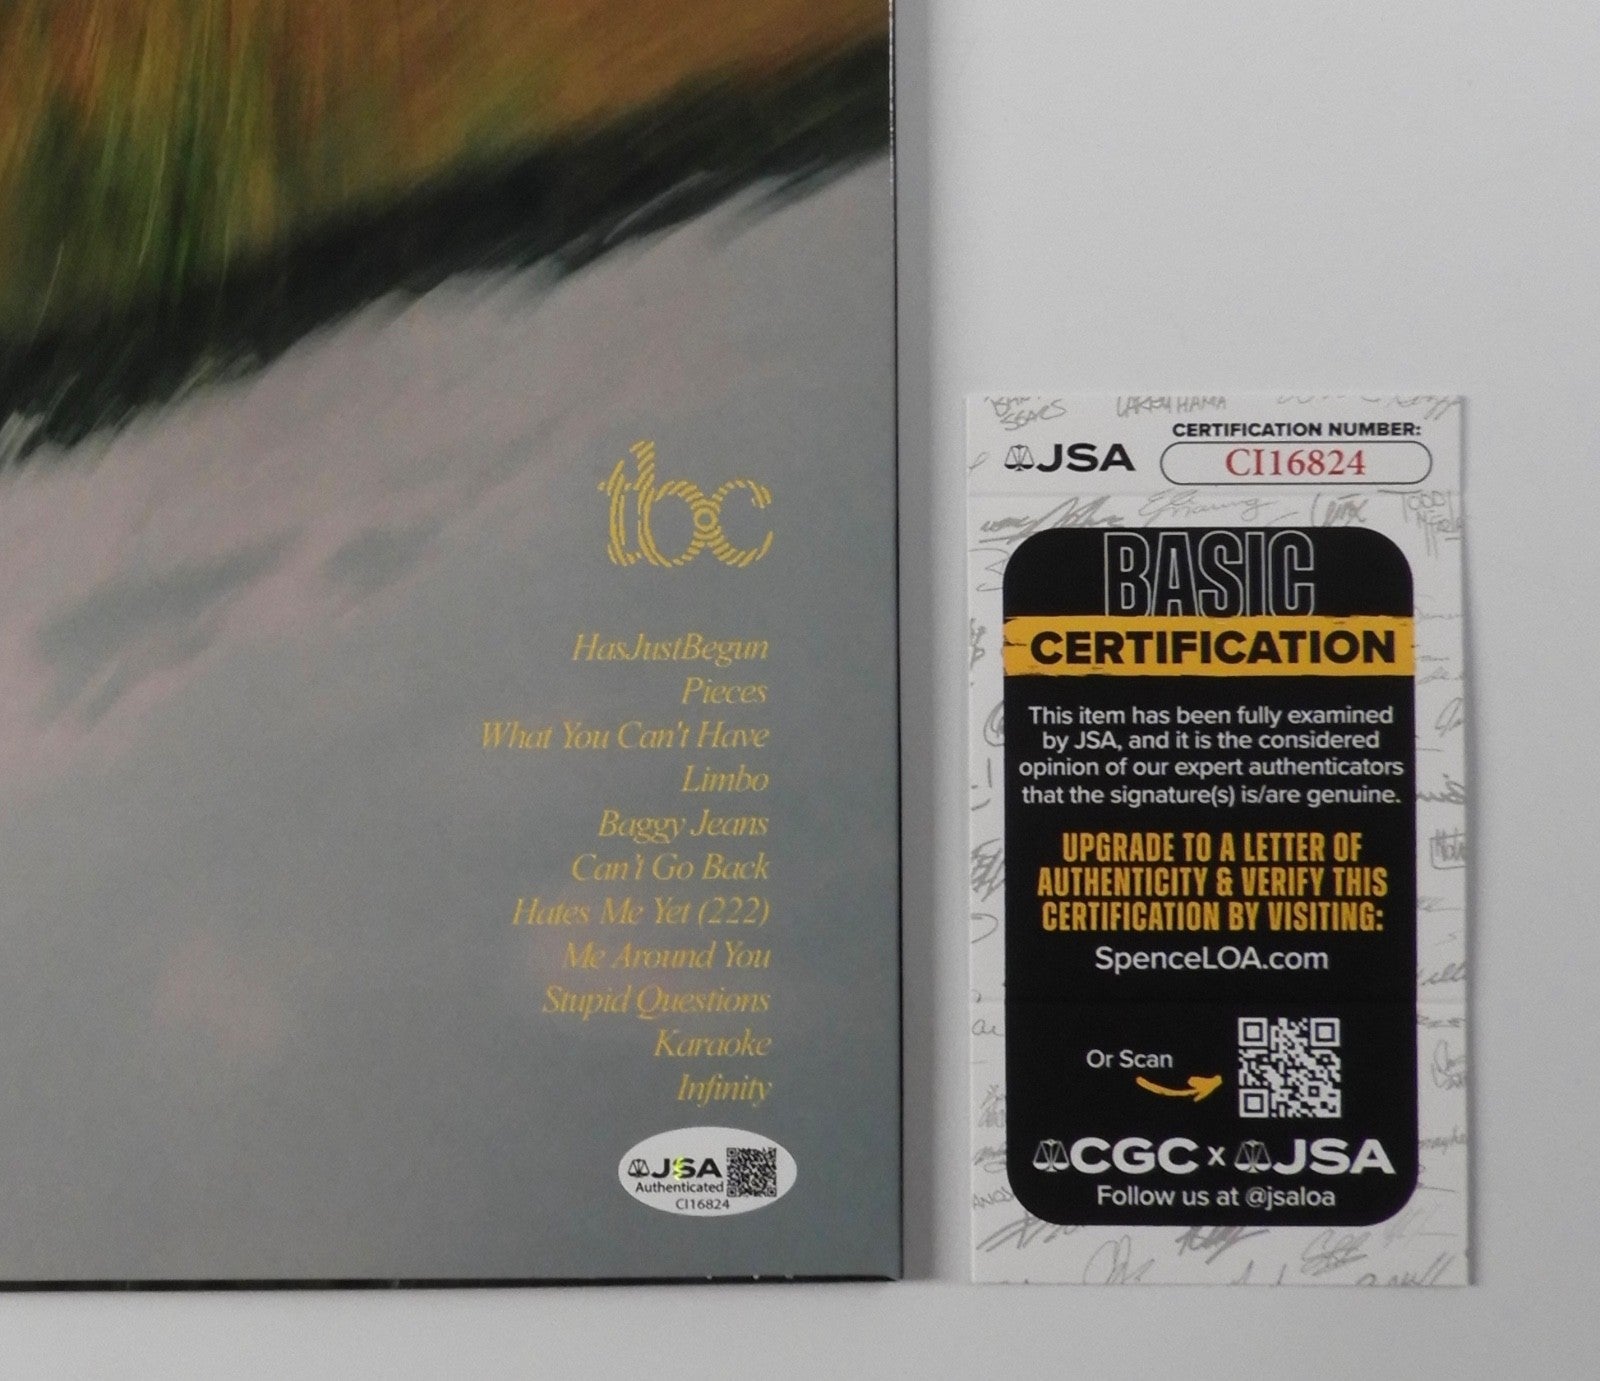 tbc
HasJustBegun
Pieces
What You Can't Have
Limbo
Baggy Jeans
Can't Go Back
Hates Me Yet (222)
Me Around You
Stupid Questions
Karaoke
Infinity
JSA
Authenticated
CI16824
JSA
CERTIFICATION NUMBER:
CI16824
BASIC
CERTIFICATION
This item has been fully examined
by JSA, and it is the considered
opinion of our expert authenticators
that the signature(s) is/are genuine.
UPGRADE TO A LETTER OF
AUTHENTICITY & VERIFY THIS
CERTIFICATION BY VISITING:
SpenceLOA.com
Or Scan
CGC x JSA
Follow us at @jsaloa